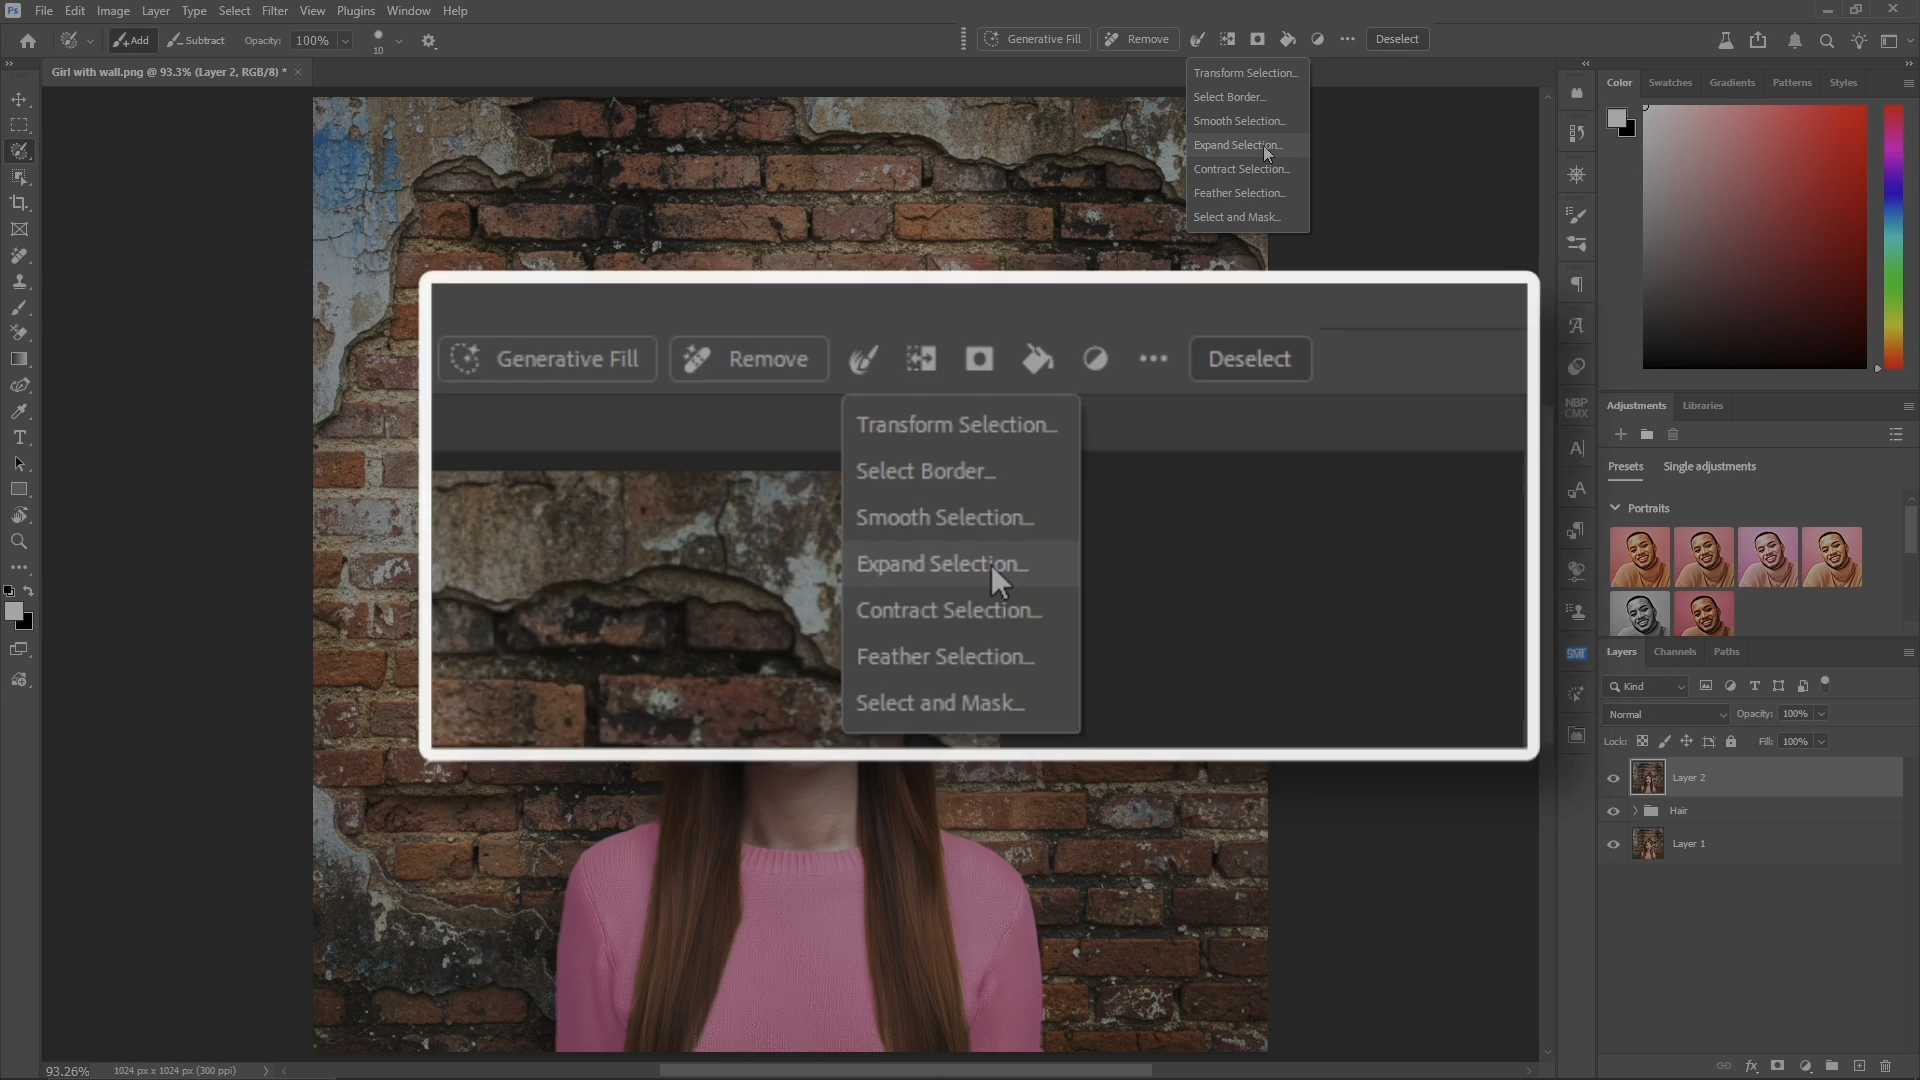 Ps File Edit Image Layer Type Select Filter View Plugins Window Help
Add Subtract Opacity: 100% 10 Generative Fill Remove Deselect
Girl with wall.png @ 93.3% (Layer 2, RGB/8) *
Transform Selection...
Select Border...
Smooth Selection...
Expand Selection...
Contract Selection...
Feather Selection...
Select and Mask...
Generative Fill Remove Deselect
Transform Selection...
Select Border...
Smooth Selection...
Expand Selection...
Contract Selection...
Feather Selection...
Select and Mask...
Color Swatches Gradients Patterns Styles
NBP
CMX
SMT
Adjustments Libraries
Presets Single adjustments
Portraits
Layers Channels Paths
Kind
Normal Opacity: 100%
Lock: Fill: 100%
Layer 2
Hair
Layer 1
93.26% 1024 px x 1024 px (300 ppi)